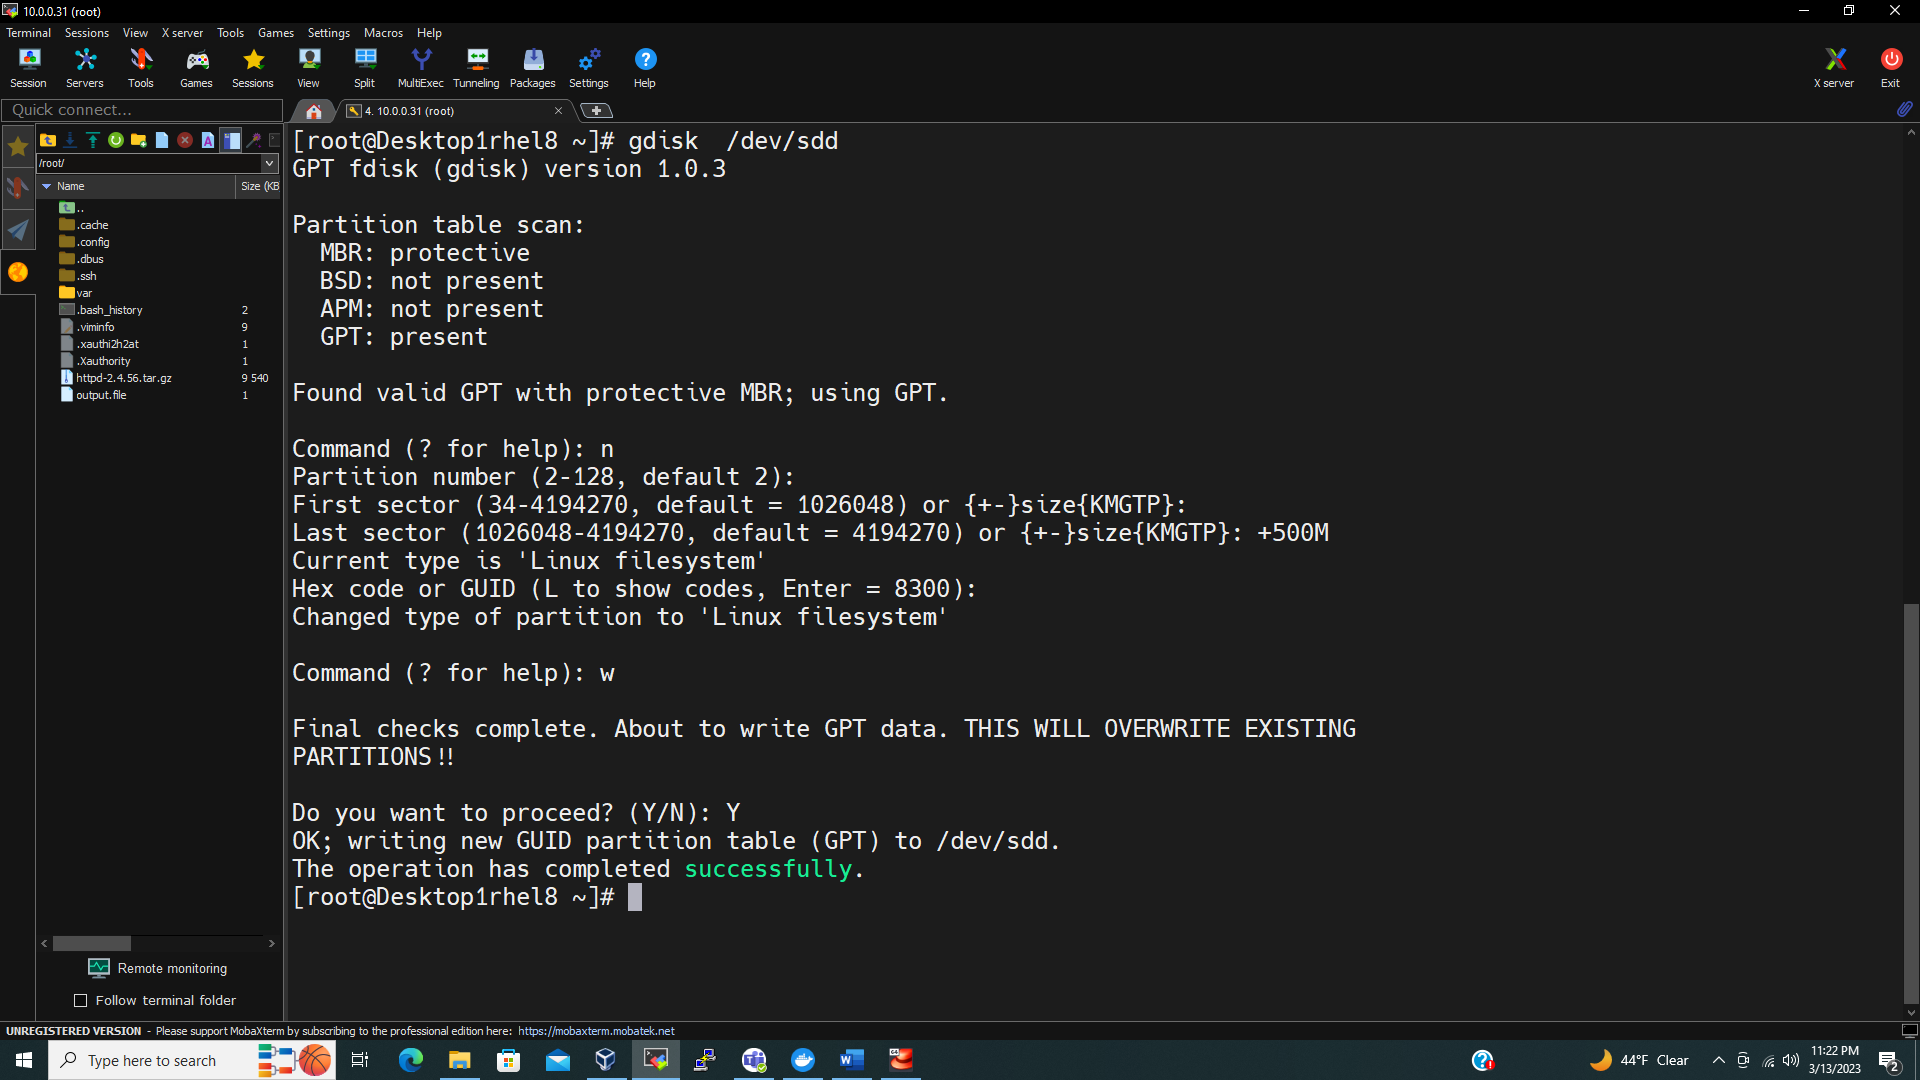 10.0.0.31 (root)
Terminal Sessions View X server Tools Games Settings Macros Help
Session Servers Tools Games Sessions View Split MultiExec Tunneling Packages Settings Help X server Exit
Quick connect...
4. 10.0.0.31 (root)
/root/
Name Size (KB
..
.cache
.config
.dbus
.ssh
var
.bash_history 2
.viminfo 9
.xauthi2h2at 1
.Xauthority 1
httpd-2.4.56.tar.gz 9 540
output.file 1
Remote monitoring
Follow terminal folder
[root@Desktop1rhel8 ~]# gdisk  /dev/sdd
GPT fdisk (gdisk) version 1.0.3
Partition table scan:
MBR: protective
BSD: not present
APM: not present
GPT: present
Found valid GPT with protective MBR; using GPT.
Command (? for help): n
Partition number (2-128, default 2):
First sector (34-4194270, default = 1026048) or {+-}size{KMGTP}:
Last sector (1026048-4194270, default = 4194270) or {+-}size{KMGTP}: +500M
Current type is 'Linux filesystem'
Hex code or GUID (L to show codes, Enter = 8300):
Changed type of partition to 'Linux filesystem'
Command (? for help): w
Final checks complete. About to write GPT data. THIS WILL OVERWRITE EXISTING
PARTITIONS!!
Do you want to proceed? (Y/N): Y
OK; writing new GUID partition table (GPT) to /dev/sdd.
The operation has completed successfully.
[root@Desktop1rhel8 ~]#
UNREGISTERED VERSION - Please support MobaXterm by subscribing to the professional edition here: https://mobaxterm.mobatek.net
Type here to search
44°F Clear
11:22 PM
3/13/2023
2